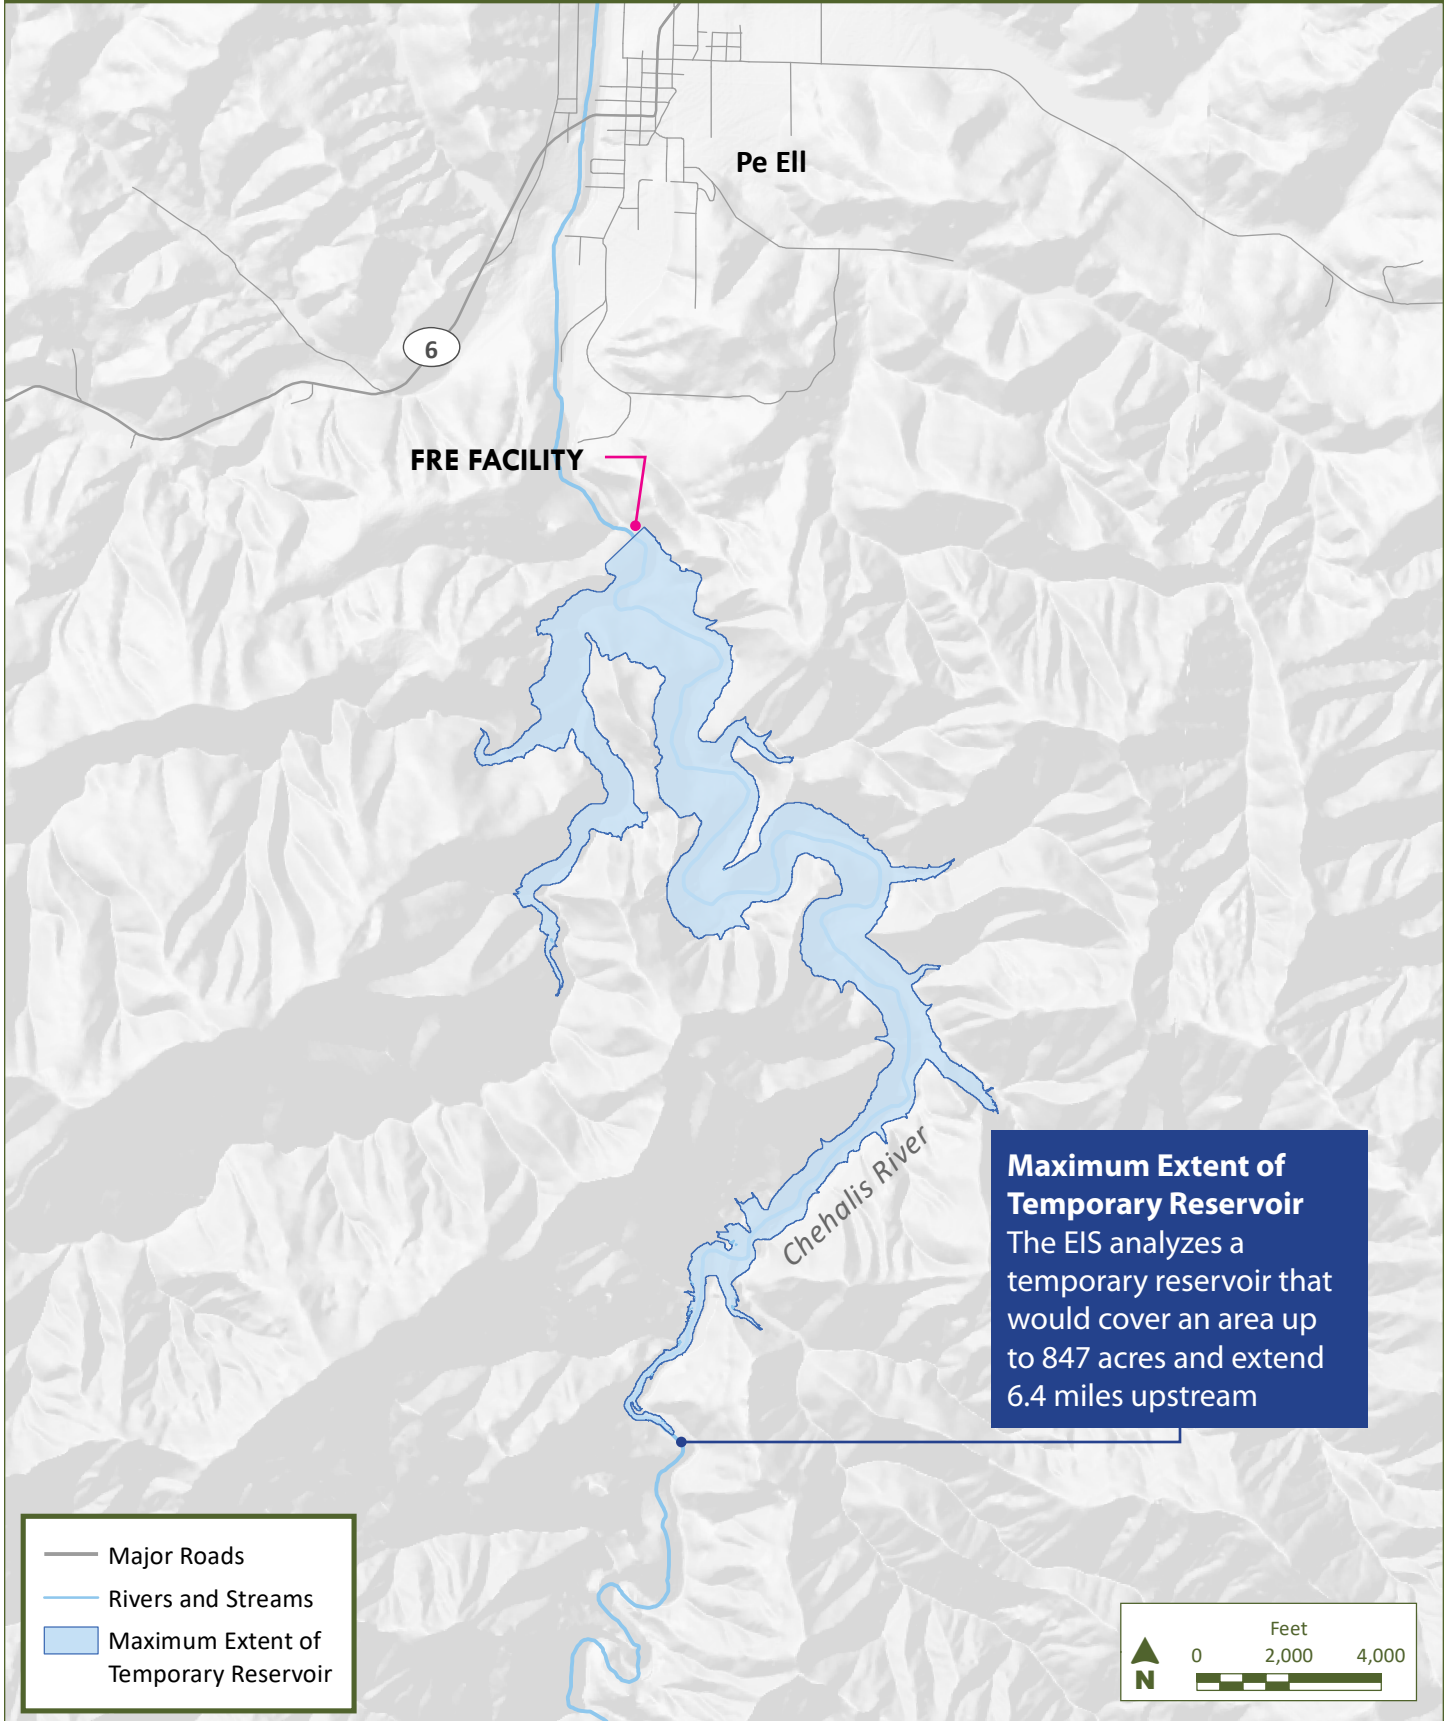 Pe Ell
6
FRE FACILITY
Chehalis River
Maximum Extent of
Temporary Reservoir
The EIS analyzes a
temporary reservoir that
would cover an area up
to 847 acres and extend
6.4 miles upstream
Major Roads
Rivers and Streams
Maximum Extent of
Temporary Reservoir
Feet
0 2,000 4,000
N